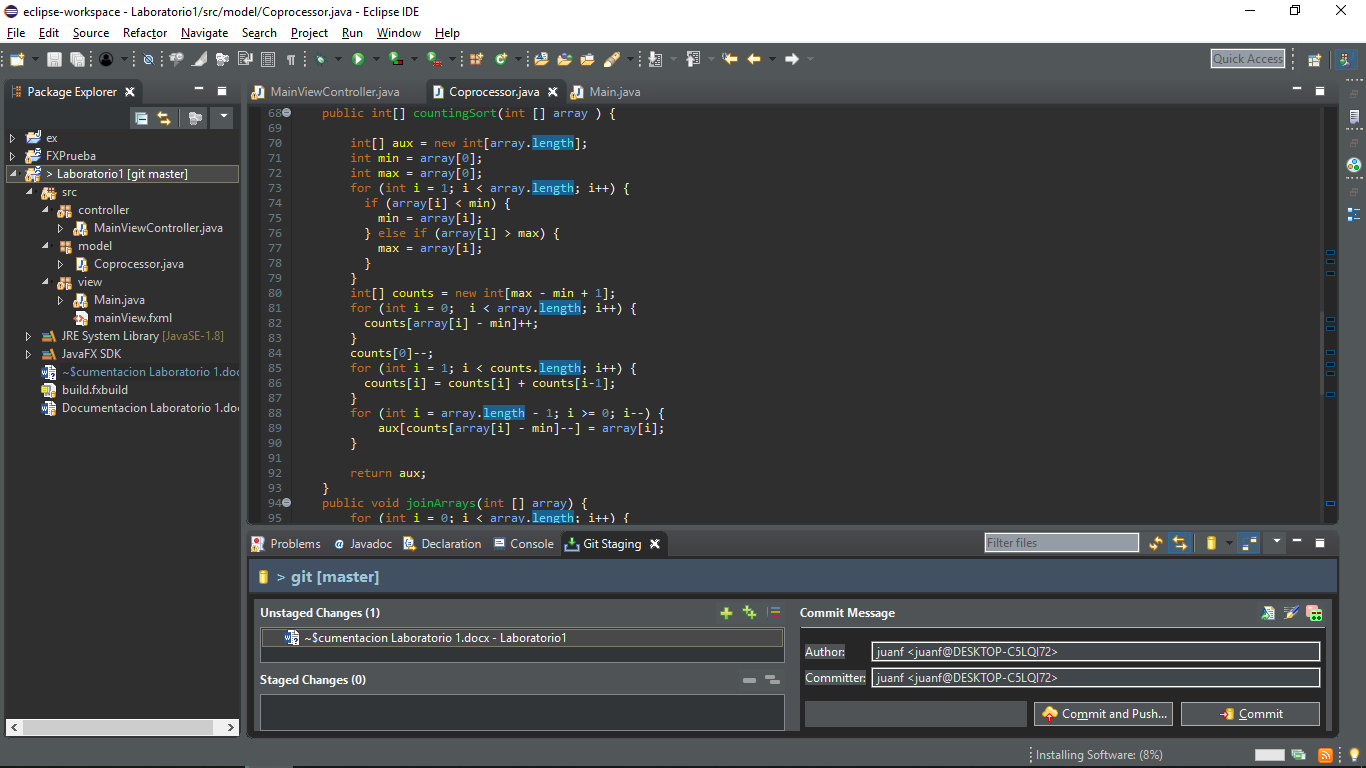 eclipse-workspace - Laboratorio1/src/model/Coprocessor.java - Eclipse IDE
File Edit Source Refactor Navigate Search Project Run Window Help
Quick Access
Package Explorer
ex
FXPrueba
> Laboratorio1 [git master]
src
controller
MainViewController.java
model
Coprocessor.java
view
Main.java
mainView.fxml
JRE System Library [JavaSE-1.8]
JavaFX SDK
~$cumentacion Laboratorio 1.doc
build.fxbuild
Documentacion Laboratorio 1.do
MainViewController.java Coprocessor.java Main.java
68 public int[] countingSort(int [] array ) {
69
70 int[] aux = new int[array.length];
71 int min = array[0];
72 int max = array[0];
73 for (int i = 1; i < array.length; i++) {
74 if (array[i] < min) {
75 min = array[i];
76 } else if (array[i] > max) {
77 max = array[i];
78 }
79 }
80 int[] counts = new int[max - min + 1];
81 for (int i = 0;  i < array.length; i++) {
82 counts[array[i] - min]++;
83 }
84 counts[0]--;
85 for (int i = 1; i < counts.length; i++) {
86 counts[i] = counts[i] + counts[i-1];
87 }
88 for (int i = array.length - 1; i >= 0; i--) {
89 aux[counts[array[i] - min]--] = array[i];
90 }
91
92 return aux;
93 }
94 public void joinArrays(int [] array) {
95 for (int i = 0; i < array.length; i++) {
Problems Javadoc Declaration Console Git Staging
Filter files
> git [master]
Unstaged Changes (1)
~$cumentacion Laboratorio 1.docx - Laboratorio1
Staged Changes (0)
Commit Message
Author: juanf <juanf@DESKTOP-C5LQI72>
Committer: juanf <juanf@DESKTOP-C5LQI72>
Commit and Push... Commit
Installing Software: (8%)